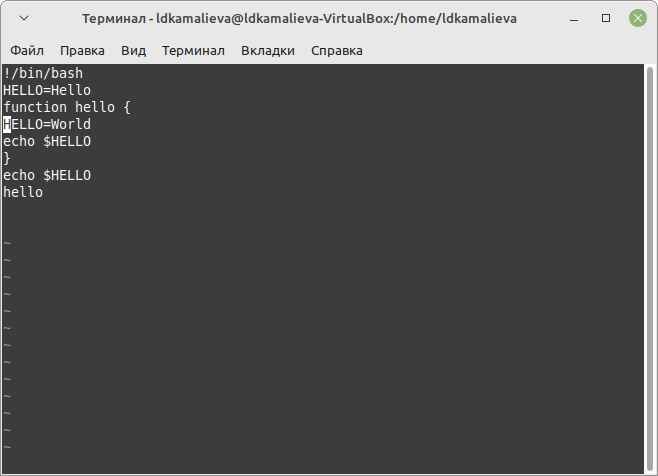 Терминал - ldkamalieva@ldkamalieva-VirtualBox:/home/ldkamalieva
Файл Правка Вид Терминал Вкладки Справка
!/bin/bash
HELLO=Hello
function hello {
HELLO=World
echo $HELLO
}
echo $HELLO
hello
~
~
~
~
~
~
~
~
~
~
~
~
~